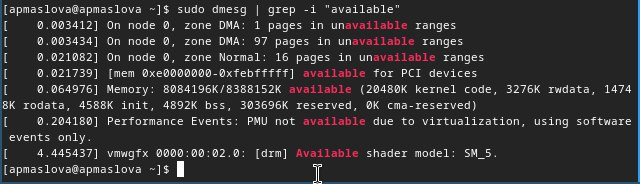 [apmaslova@apmaslova ~]$ sudo dmesg | grep -i "available"
[    0.003412] On node 0, zone DMA: 1 pages in unavailable ranges
[    0.003434] On node 0, zone DMA: 97 pages in unavailable ranges
[    0.021082] On node 0, zone Normal: 16 pages in unavailable ranges
[    0.021739] [mem 0xe0000000-0xfebfffff] available for PCI devices
[    0.064976] Memory: 8084196K/8388152K available (20480K kernel code, 3276K rwdata, 1474
8K rodata, 4588K init, 4892K bss, 303696K reserved, 0K cma-reserved)
[    0.204180] Performance Events: PMU not available due to virtualization, using software
 events only.
[    4.445437] vmwgfx 0000:00:02.0: [drm] Available shader model: SM_5.
[apmaslova@apmaslova ~]$